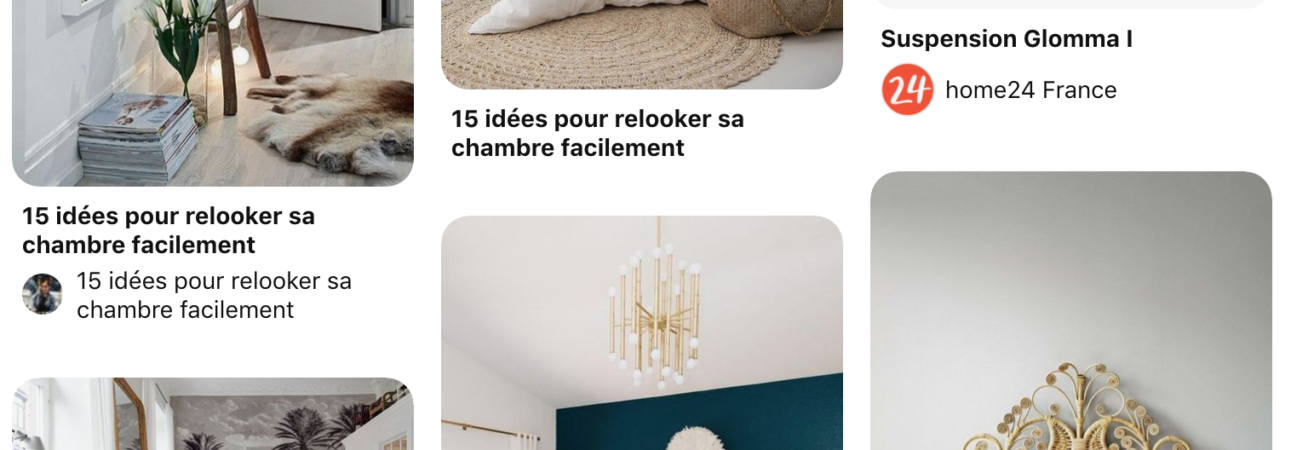 15 idées pour relooker sa
chambre facilement
15 idées pour relooker sa
chambre facilement
15 idées pour relooker sa
chambre facilement
Suspension Glomma I
24
home24 France